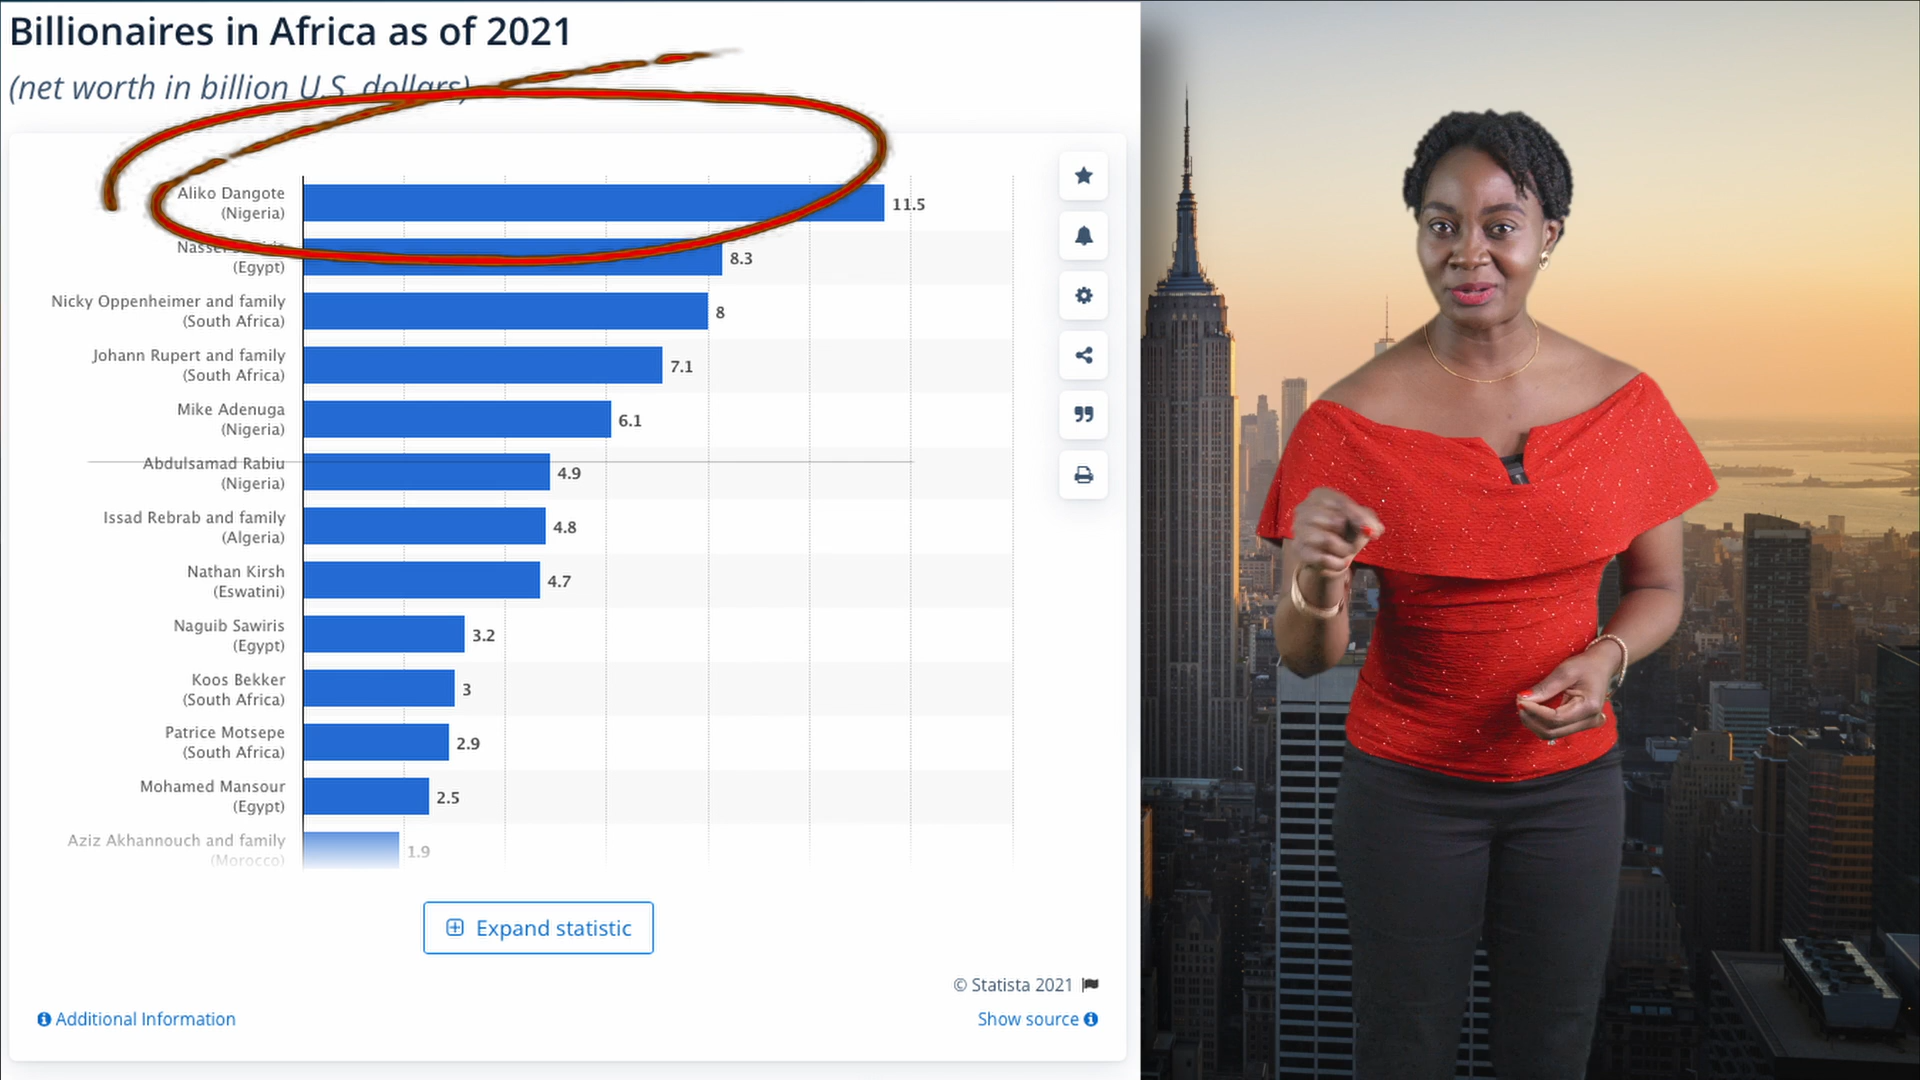 Billionaires in Africa as of 2021
(net worth in billion U.S. dollars)
Aliko Dangote
(Nigeria)
11.5
(Egypt)
8.3
Nicky Oppenheimer and family
(South Africa)
8
Johann Rupert and family
(South Africa)
7.1
Mike Adenuga
(Nigeria)
6.1
Abdulsamad Rabiu
(Nigeria)
4.9
Issad Rebrab and family
(Algeria)
4.8
Nathan Kirsh
(Eswatini)
4.7
Naguib Sawiris
(Egypt)
3.2
Koos Bekker
(South Africa)
3
Patrice Motsepe
(South Africa)
2.9
Mohamed Mansour
(Egypt)
2.5
Aziz Akhannouch and family
(Morocco)
1.9
Expand statistic
© Statista 2021
Additional Information
Show source